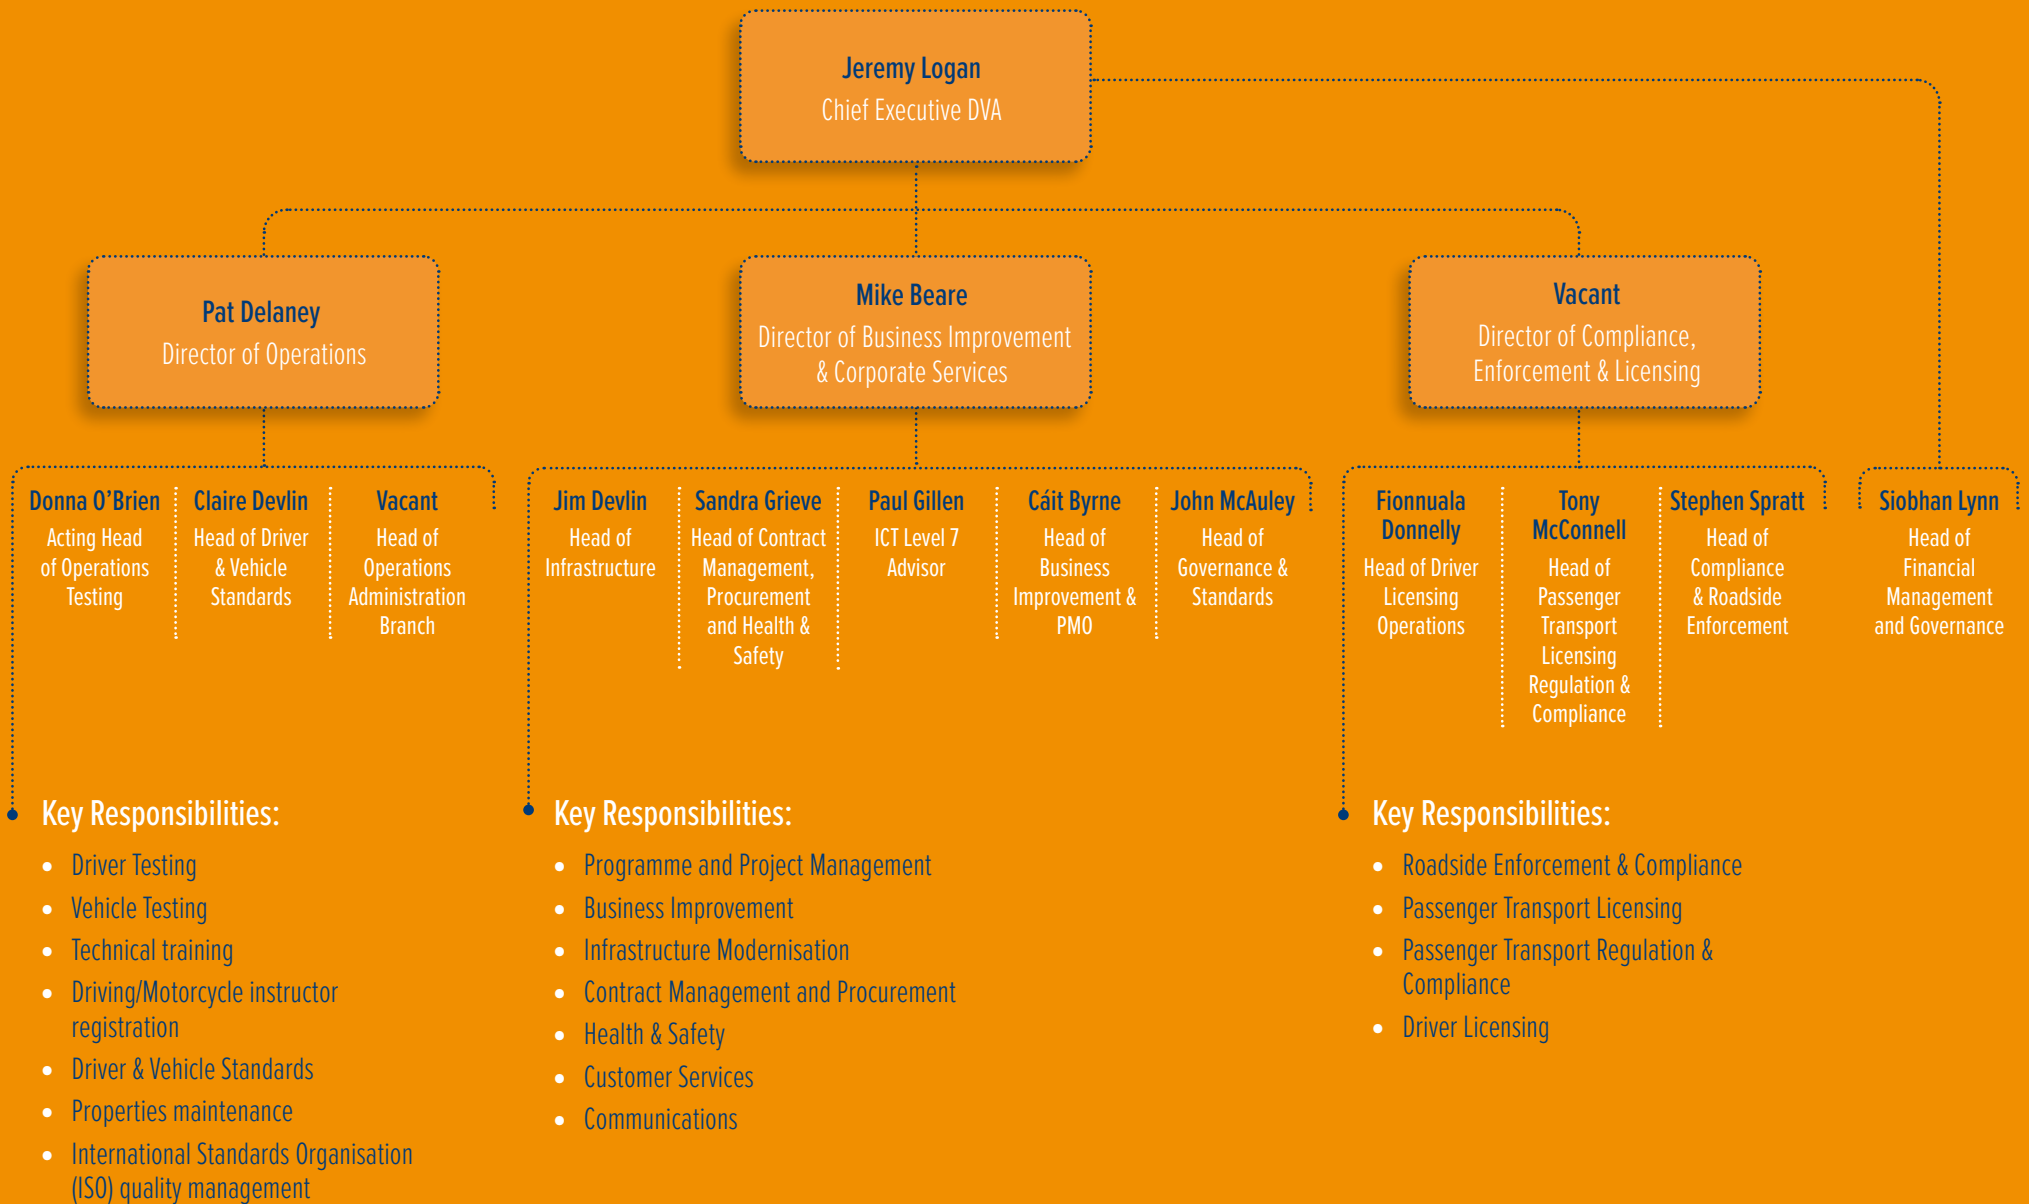 Jeremy Logan
Chief Executive DVA
Pat Delaney
Director of Operations
Mike Beare
Director of Business Improvement
& Corporate Services
Vacant
Director of Compliance,
Enforcement & Licensing
Donna O’Brien
Acting Head
of Operations
Testing
Claire Devlin
Head of Driver
& Vehicle
Standards
Vacant
Head of
Operations
Administration
Branch
Jim Devlin
Head of
Infrastructure
Sandra Grieve
Head of Contract
Management,
Procurement
and Health &
Safety
Paul Gillen
ICT Level 7
Advisor
Cáit Byrne
Head of
Business
Improvement &
PMO
John McAuley
Head of
Governance &
Standards
Fionnuala
Donnelly
Head of Driver
Licensing
Operations
Tony
McConnell
Head of
Passenger
Transport
Licensing
Regulation &
Compliance
Stephen Spratt
Head of
Compliance
& Roadside
Enforcement
Siobhan Lynn
Head of
Financial
Management
and Governance
Key Responsibilities:
• Driver Testing
• Vehicle Testing
• Technical training
• Driving/Motorcycle instructor
registration
• Driver & Vehicle Standards
• Properties maintenance
• International Standards Organisation
(ISO) quality management
Key Responsibilities:
• Programme and Project Management
• Business Improvement
• Infrastructure Modernisation
• Contract Management and Procurement
• Health & Safety
• Customer Services
• Communications
Key Responsibilities:
• Roadside Enforcement & Compliance
• Passenger Transport Licensing
• Passenger Transport Regulation &
Compliance
• Driver Licensing